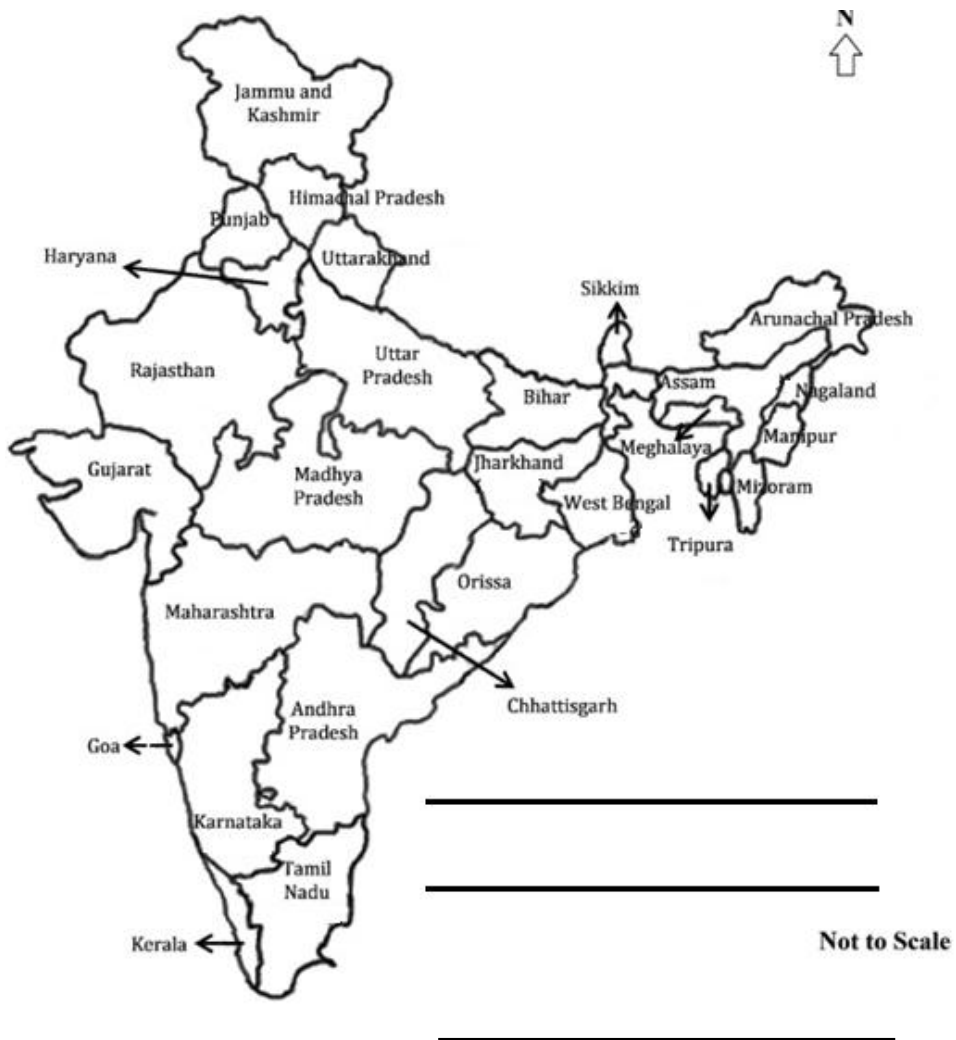 N
Jammu and
Kashmir
Himachal Pradesh
Punjab
Haryana
Uttarakhand
Sikkim
Arunachal Pradesh
Rajasthan
Uttar
Pradesh
Bihar
Assam
Nagaland
Meghalaya
Manipur
Gujarat
Madhya
Pradesh
Jharkhand
West Bengal
Mizoram
Tripura
Orissa
Maharashtra
Chhattisgarh
Andhra
Pradesh
Goa
Karnataka
Tamil
Nadu
Kerala
Not to Scale